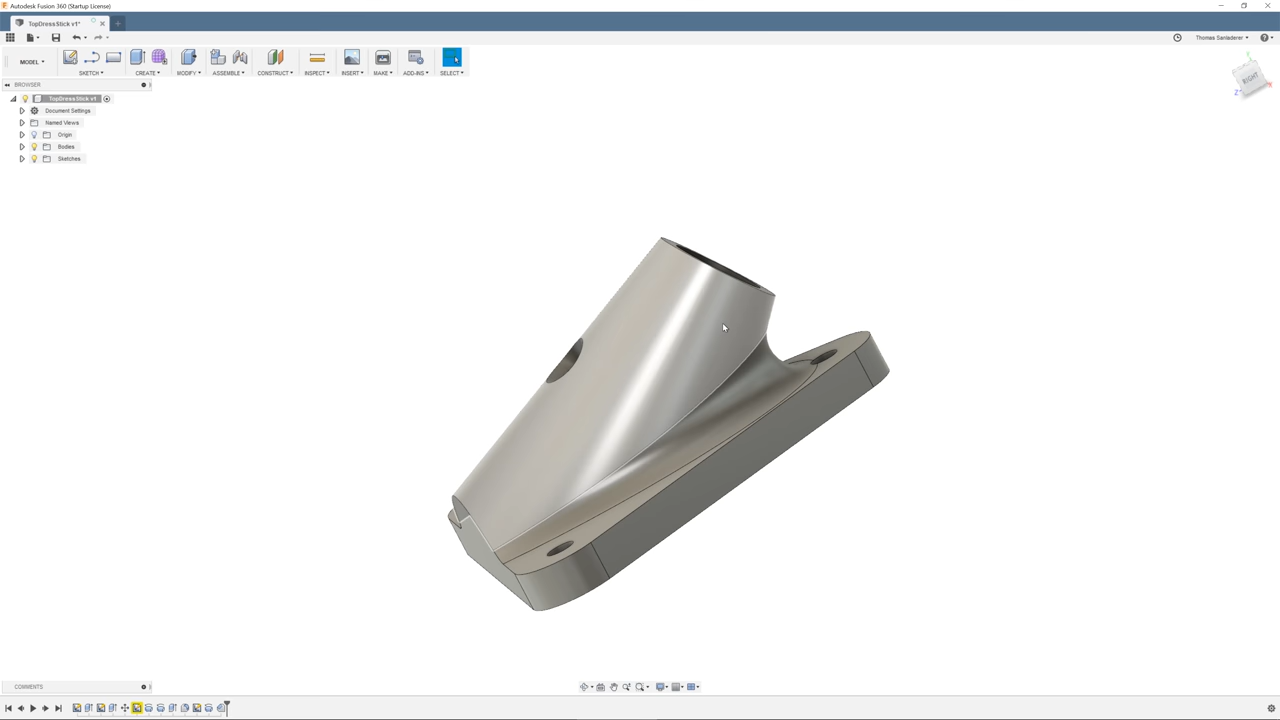 Autodesk Fusion 360 (Startup License)
TopDressStick v1*
Thomas Sanladerer
MODEL
SKETCH
CREATE
MODIFY
ASSEMBLE
CONSTRUCT
INSPECT
INSERT
MAKE
ADD-INS
SELECT
BROWSER
TopDressStick v1
Document Settings
Named Views
Origin
Bodies
Sketches
RIGHT
Z
X
Y
COMMENTS